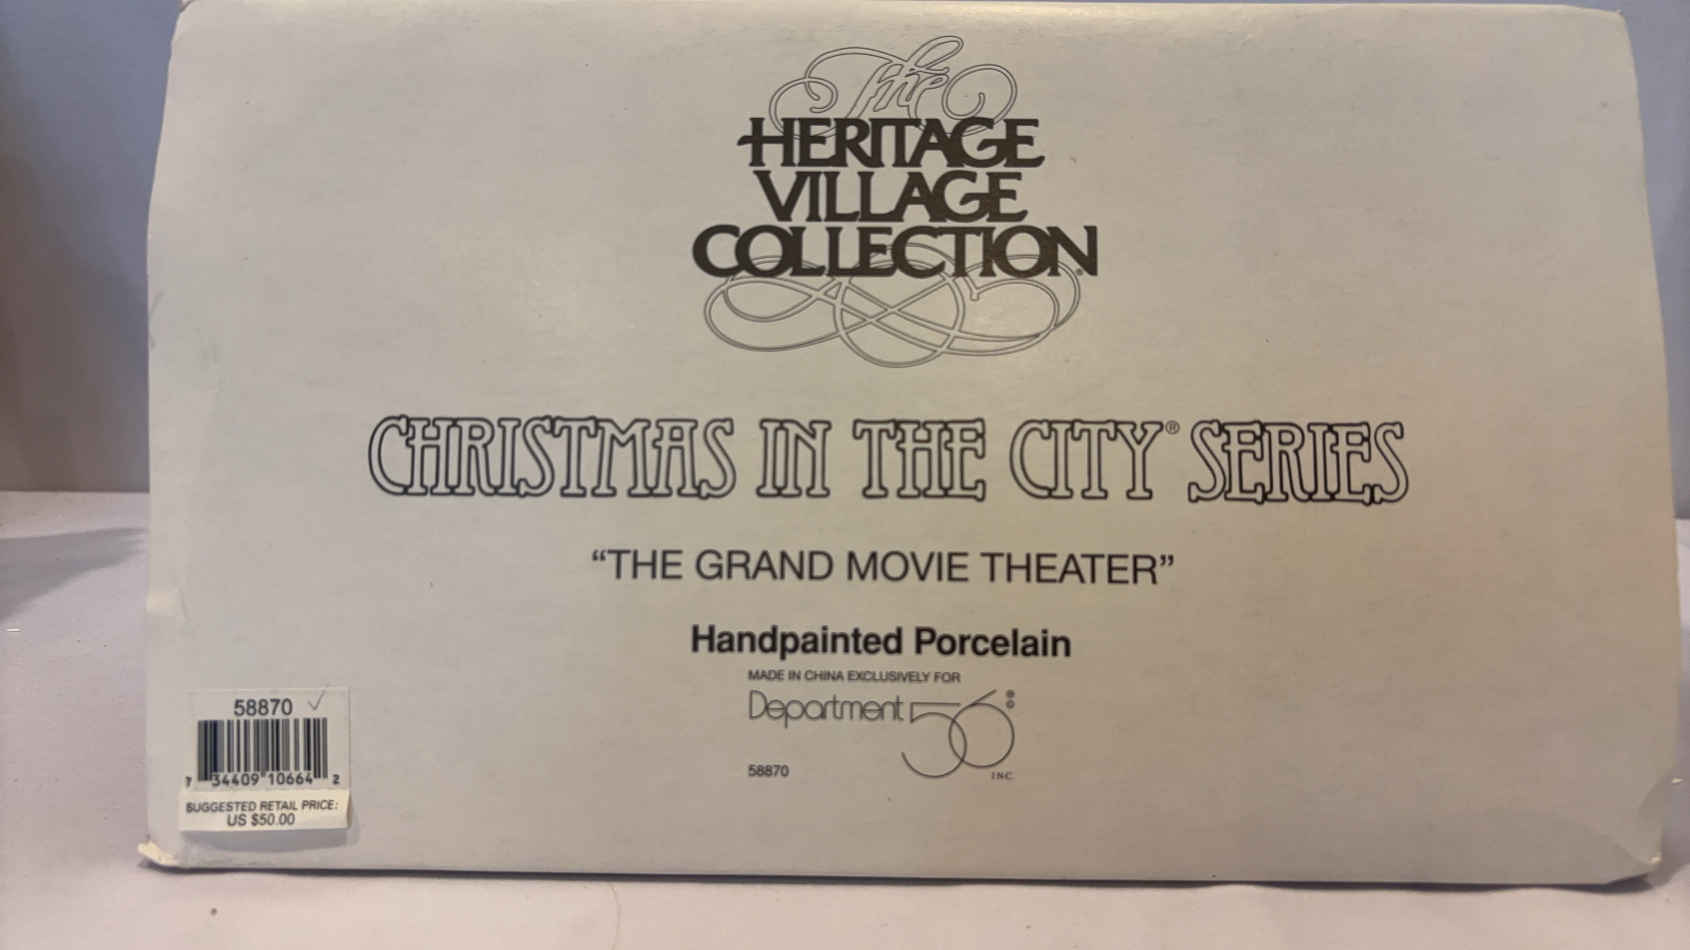 The
HERITAGE
VILLAGE
COLLECTION®
CHRISTMAS IN THE CITY® SERIES
“THE GRAND MOVIE THEATER”
Handpainted Porcelain
MADE IN CHINA EXCLUSIVELY FOR
Department 56®
INC.
58870
58870
7 34409 10664 2
SUGGESTED RETAIL PRICE:
US $50.00